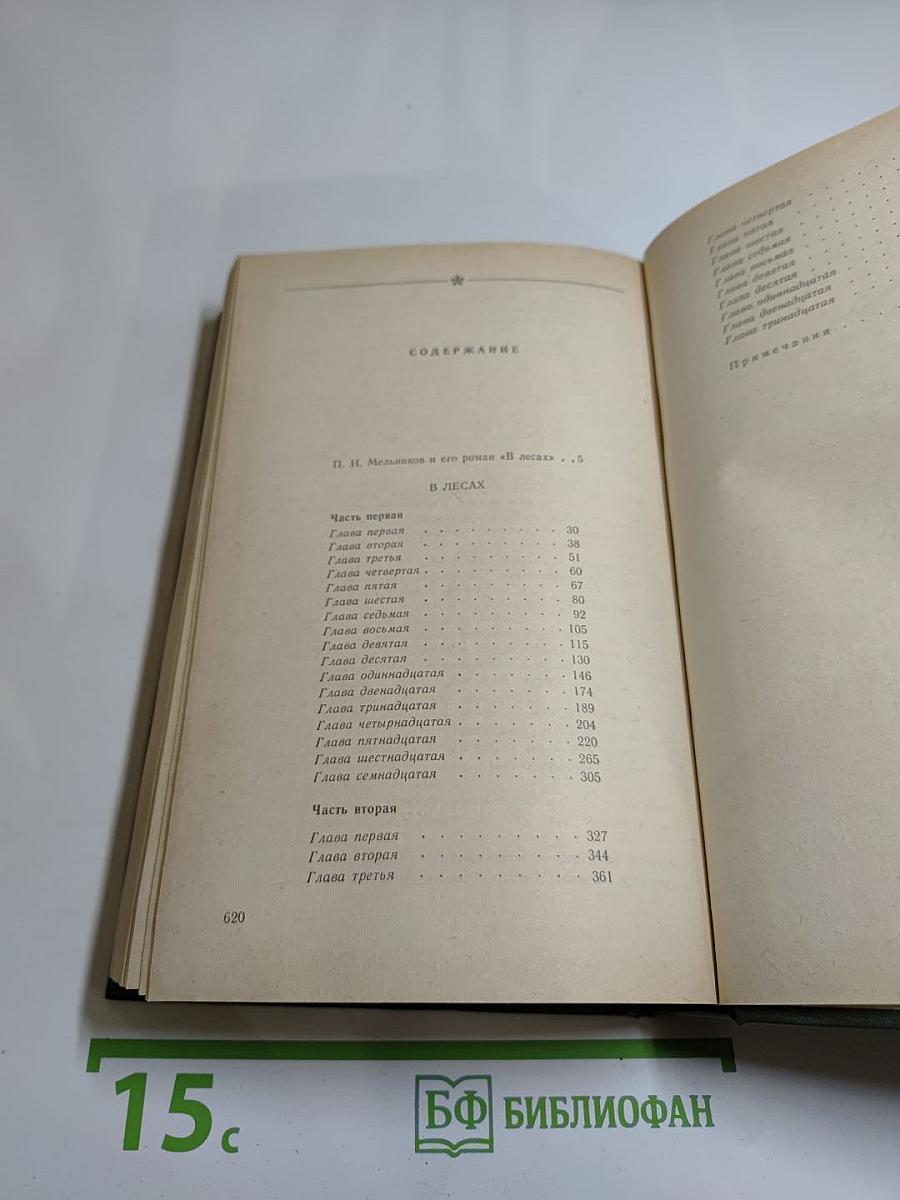 СОДЕРЖАНИЕ
П. И. Мельников и его роман «В лесах» . . 5
В ЛЕСАХ
Часть первая
Глава первая . . . . . . . . . 30
Глава вторая . . . . . . . . . 38
Глава третья . . . . . . . . . 51
Глава четвертая . . . . . . . . . 60
Глава пятая . . . . . . . . . 67
Глава шестая . . . . . . . . . 80
Глава седьмая . . . . . . . . . 92
Глава восьмая . . . . . . . . . 105
Глава девятая . . . . . . . . . 115
Глава десятая . . . . . . . . . 130
Глава одиннадцатая . . . . . . . 146
Глава двенадцатая . . . . . . . 174
Глава тринадцатая . . . . . . . 189
Глава четырнадцатая . . . . . . . 204
Глава пятнадцатая . . . . . . . 220
Глава шестнадцатая . . . . . . . 265
Глава семнадцатая . . . . . . . 305
Часть вторая
Глава первая . . . . . . . . . 327
Глава вторая . . . . . . . . . 344
Глава третья . . . . . . . . . 361
620
Глава четвертая
Глава пятая
Глава шестая
Глава седьмая
Глава восьмая
Глава девятая
Глава десятая
Глава одиннадцатая
Глава двенадцатая
Глава тринадцатая
Примечания . . . .
15 с
БФ БИБЛИОФАН